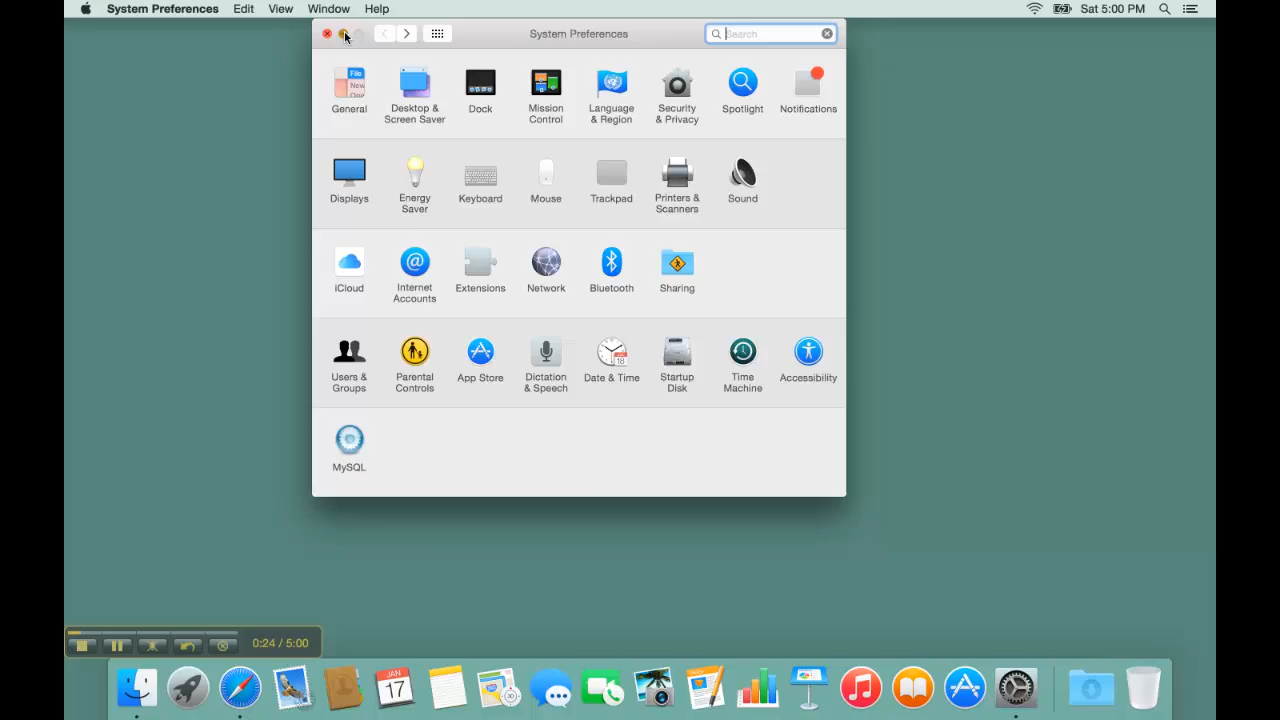 System Preferences Edit View Window Help Sat 5:00 PM
System Preferences Search
File
New
General
Desktop &
Screen Saver
Dock
Mission
Control
Language
& Region
Security
& Privacy
Spotlight
Notifications
Displays
Energy
Saver
Keyboard
Mouse
Trackpad
Printers &
Scanners
Sound
iCloud
@
Internet
Accounts
Extensions
Network
Bluetooth
Sharing
Users &
Groups
Parental
Controls
App Store
Dictation
& Speech
18
Date & Time
Startup
Disk
Time
Machine
Accessibility
MySQL
0:24 / 5:00
JAN
17